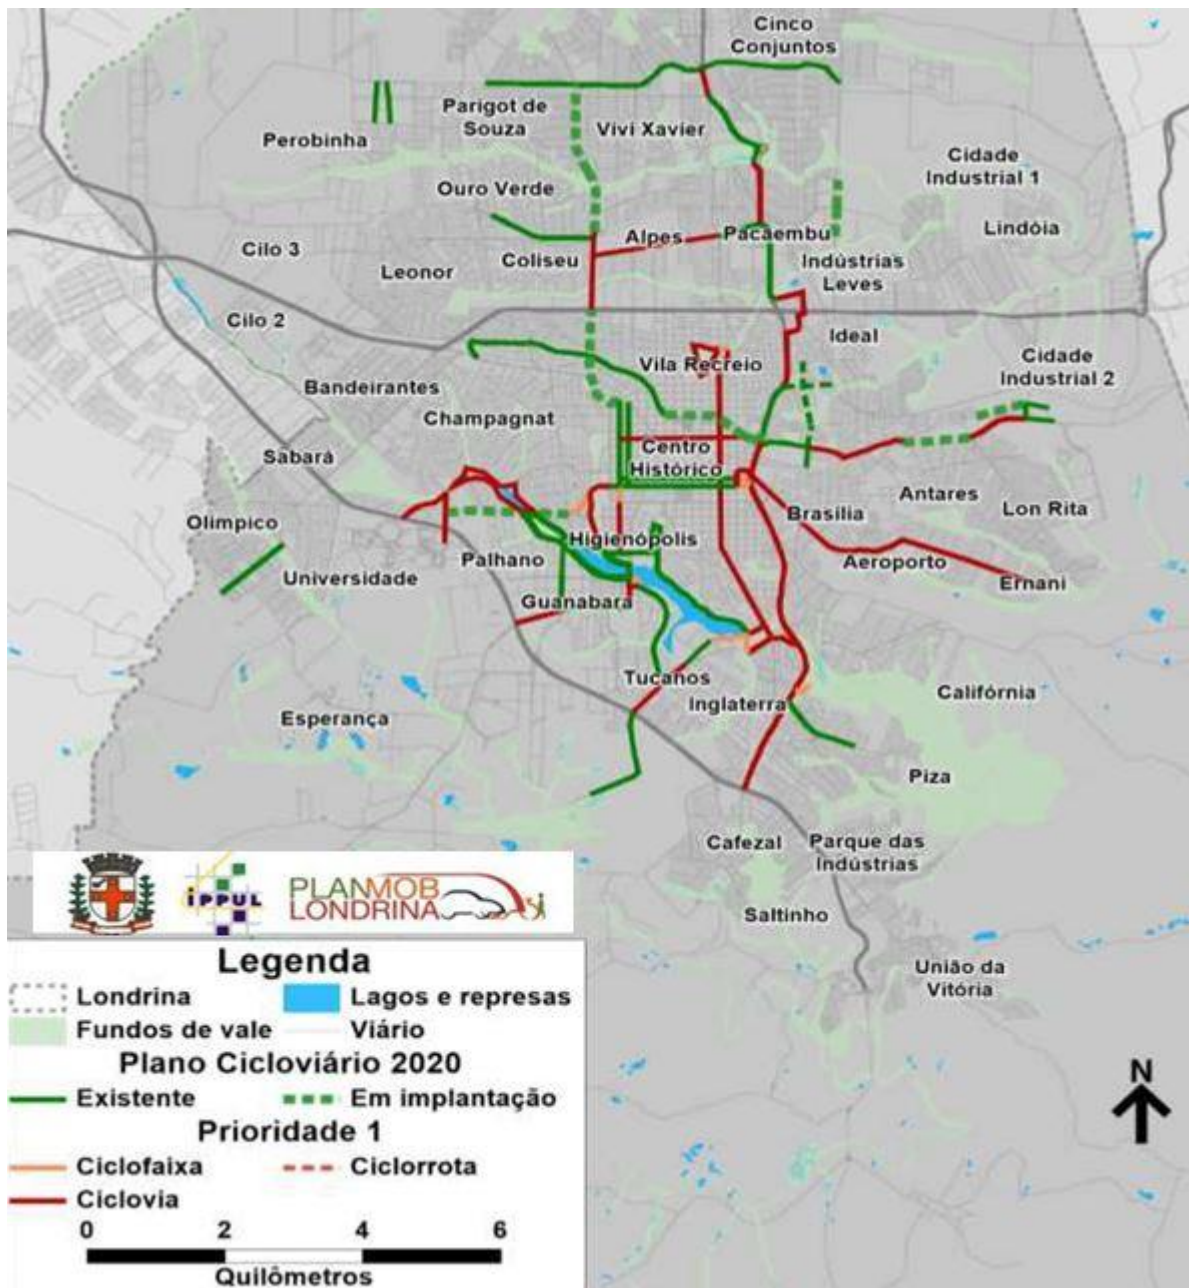 Cinco
Conjuntos
Parigot de
Souza
Vivi Xavier
Perobinha
Cidade
Industrial 1
Ouro Verde
Lindóia
Alpes
Pacaembu
Cilo 3
Coliseu
Leonor
Indústrias
Leves
Cilo 2
Ideal
Vila Recreio
Cidade
Industrial 2
Bandeirantes
Champagnat
Centro
Histórico
Sabará
Antares
Lon Rita
Brasília
Olimpico
Higienópolis
Palhano
Aeroporto
Universidade
Ernani
Guanabara
Tucanos
Califórnia
Inglaterra
Esperança
Piza
Cafezal
Parque das
Indústrias
Saltinho
União da
Vitória
iPPUL
PLANMOB
LONDRINA
Legenda
Londrina
Lagos e represas
Fundos de vale
Viário
Plano Cicloviário 2020
Existente
Em implantação
Prioridade 1
Ciclofaixa
Ciclorrota
Ciclovia
0 2 4 6
Quilômetros
N